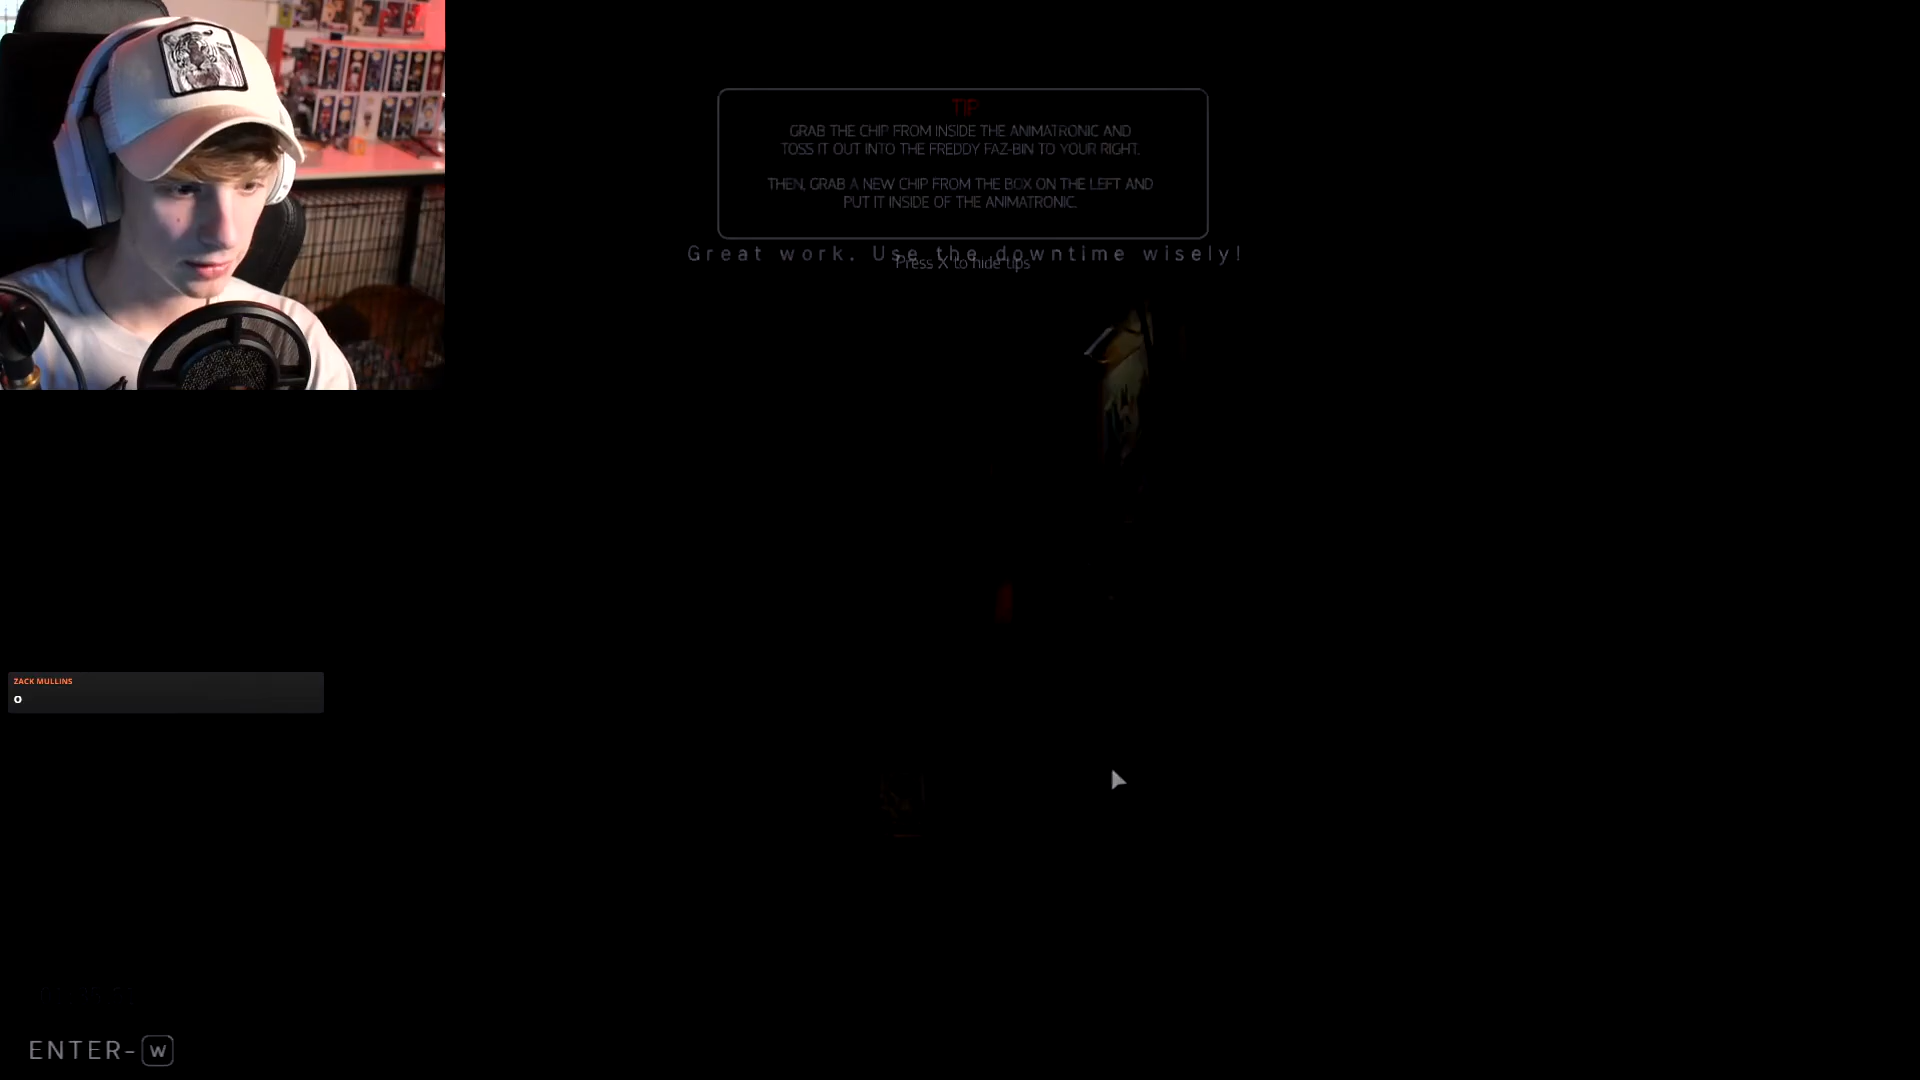 TIP
GRAB THE CHIP FROM INSIDE THE ANIMATRONIC AND
TOSS IT OUT INTO THE FREDDY FAZ-BIN TO YOUR RIGHT.
THEN, GRAB A NEW CHIP FROM THE BOX ON THE LEFT AND
PUT IT INSIDE OF THE ANIMATRONIC.
Great work. Use the downtime wisely!
Press X to hide tips
ZACK MULLINS
o
ENTER- W